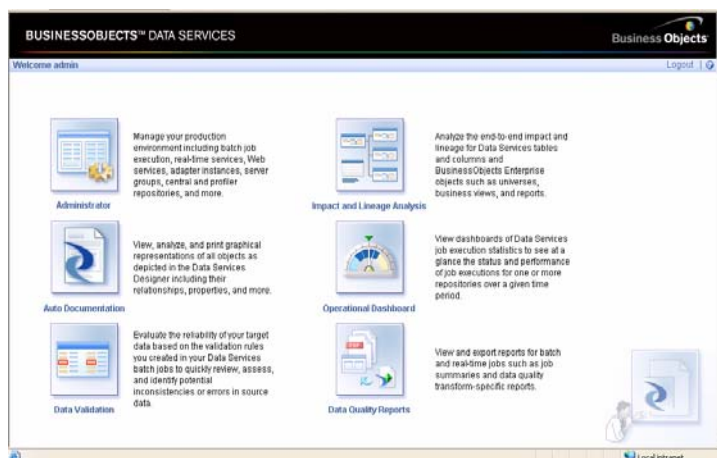 BUSINESSOBJECTS™ DATA SERVICES
Business Objects
Welcome admin
Logout |
Manage your production
environment including batch job
execution, real-time services, Web
services, adapter instances, server
groups, central and profiler
repositories, and more.
Administrator
Analyze the end-to-end impact and
lineage for Data Services tables
and columns and
BusinessObjects Enterprise
objects such as universes,
business views, and reports.
Impact and Lineage Analysis
View, analyze, and print graphical
representations of all objects as
depicted in the Data Services
Designer including their
relationships, properties, and more.
Auto Documentation
View dashboards of Data Services
job execution statistics to see at a
glance the status and performance
of job executions for one or more
repositories over a given time
period.
Operational Dashboard
Evaluate the reliability of your target
data based on the validation rules
you created in your Data Services
batch jobs to quickly review, assess,
and identify potential
inconsistencies or errors in source
data.
Data Validation
View and export reports for batch
and real-time jobs such as job
summaries and data quality
transform-specific reports.
Data Quality Reports
Local intranet